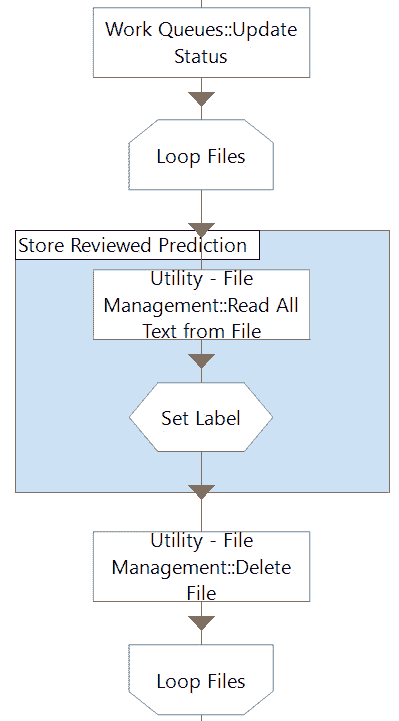 Work Queues::Update
Status
Loop Files
Store Reviewed Prediction
Utility - File
Management::Read All
Text from File
Set Label
Utility - File
Management::Delete
File
Loop Files